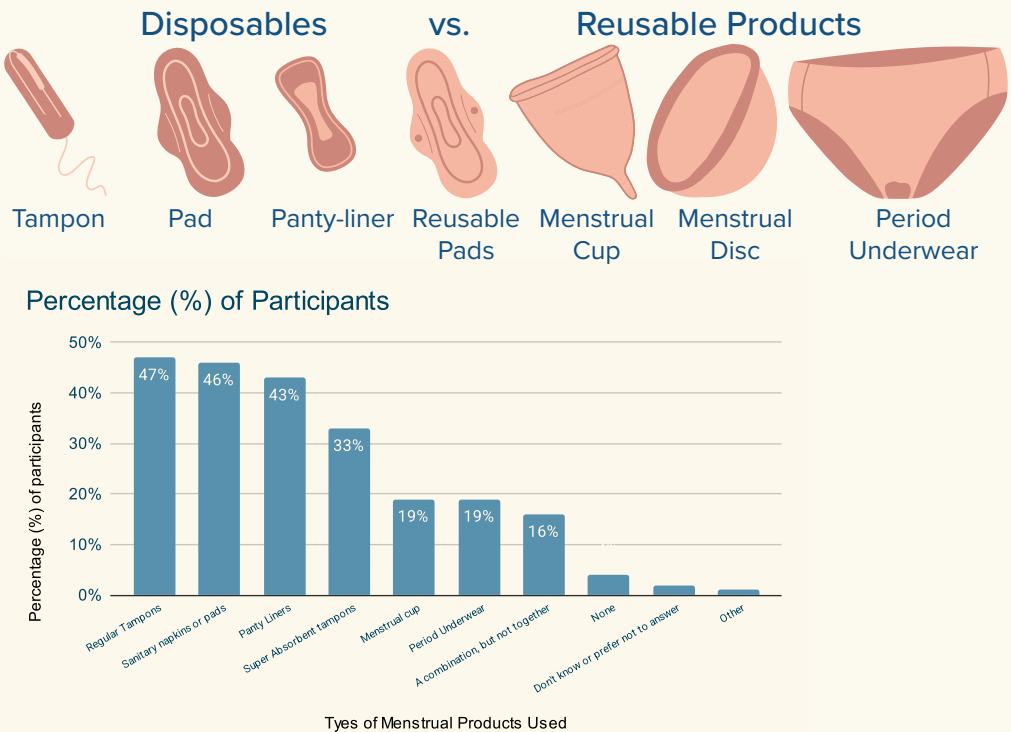 Disposables vs. Reusable Products
Tampon
Pad
Panty-liner
Reusable
Pads
Menstrual
Cup
Menstrual
Disc
Period
Underwear
Percentage (%) of Participants
Percentage (%) of participants
50%
40%
30%
20%
10%
0%
47%
46%
43%
33%
19%
19%
16%
Regular Tampons
Sanitary napkins or pads
Panty Liners
Super Absorbent tampons
Menstrual cup
Period Underwear
A combination, but not together
None
Don't know or prefer not to answer
Other
Tyes of Menstrual Products Used